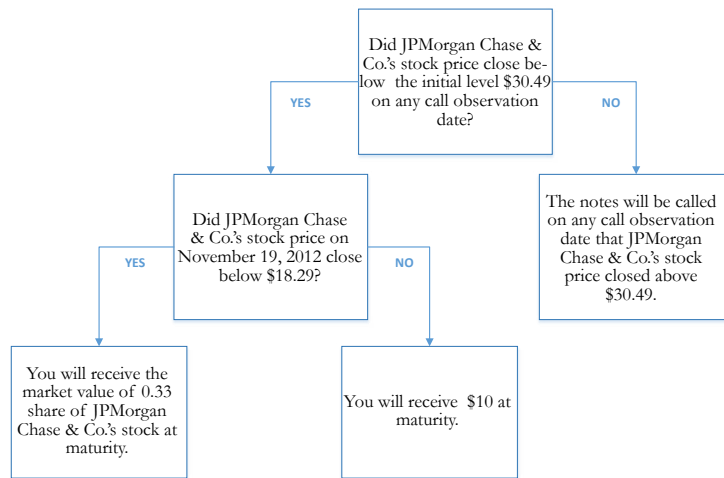 Did JPMorgan Chase &
Co.'s stock price close be-
low the initial level $30.49
on any call observation
date?
YES
NO
Did JPMorgan Chase
& Co.'s stock price on
November 19, 2012 close
below $18.29?
The notes will be called
on any call observation
date that JPMorgan
Chase & Co.'s stock
price closed above
$30.49.
YES
NO
You will receive the
market value of 0.33
share of JPMorgan
Chase & Co.'s stock at
maturity.
You will receive $10 at
maturity.